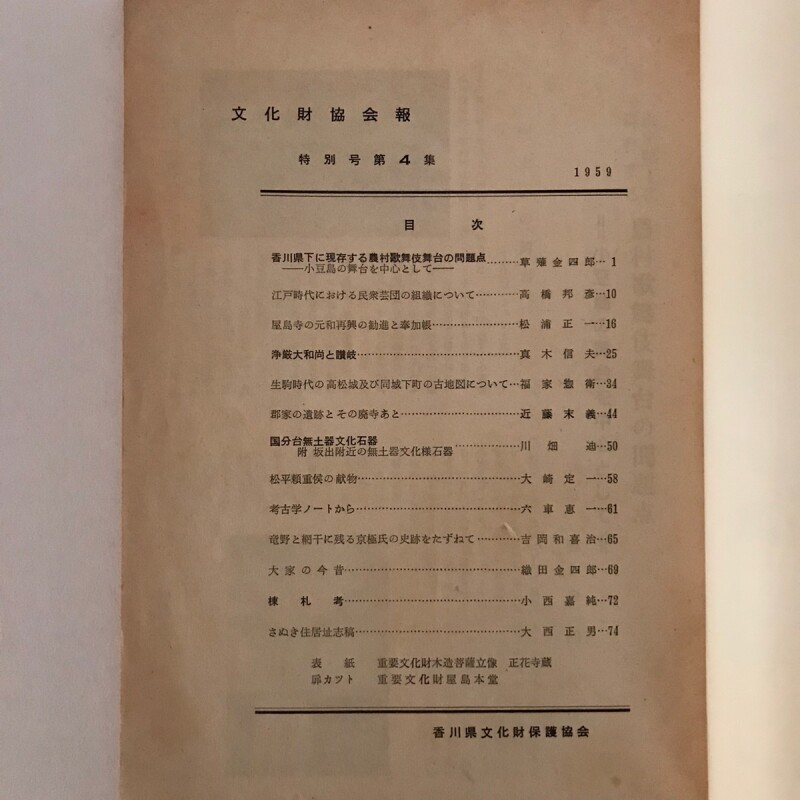 文化財協会報
特別号第4集
1959
目次
香川県下に現存する農村歌舞伎舞台の問題点
——小豆島の舞台を中心として——………草薙金四郎…1
江戸時代における民衆芸団の組織について…………高橋邦彦…10
屋島寺の元和再興の勧進と奉加帳……………………松浦正一…16
浄厳大和尚と讃岐……………………………………真木信夫…25
生駒時代の高松城及び同城下町の古地図について…福家惣衛…34
郡家の遺跡とその廃寺あと…………………………近藤末義…44
国分台無土器文化石器
附 坂出附近の無土器文化様石器………………川畑迪…50
松平頼重侯の献物……………………………………大崎定一…58
考古学ノートから……………………………………六車恵一…61
竜野と網干に残る京極氏の史跡をたずねて…………吉岡和喜治…65
大家の今昔……………………………………………織田金四郎…69
棟札考…………………………………………………小西嘉純…72
さぬき住居址志稿……………………………………大西正男…74
表紙 重要文化財木造菩薩立像 正花寺蔵
扉カツト 重要文化財屋島本堂
香川県文化財保護協会